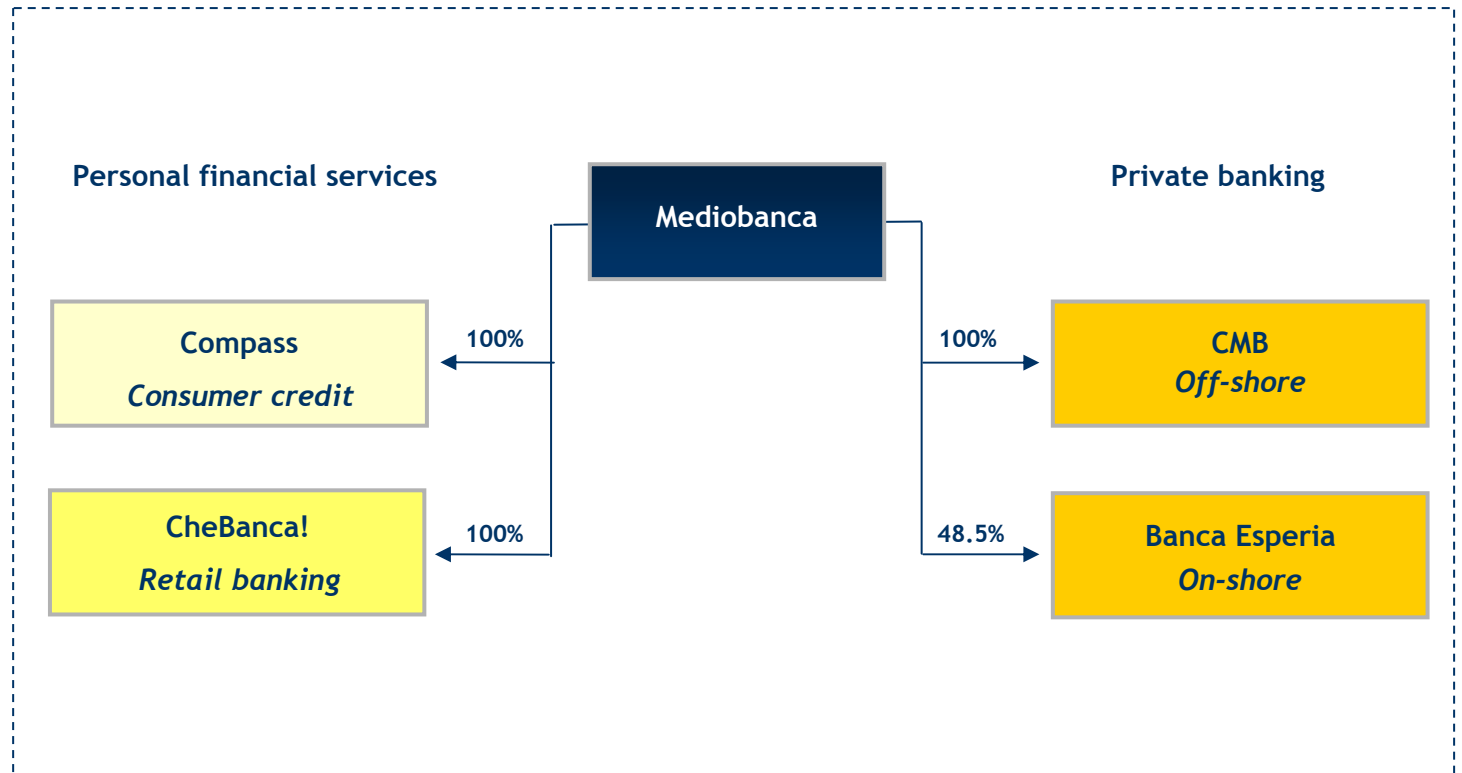 Personal financial services
Mediobanca
Private banking
Compass
Consumer credit
100%
100%
CMB
Off-shore
CheBanca!
Retail banking
100%
48.5%
Banca Esperia
On-shore